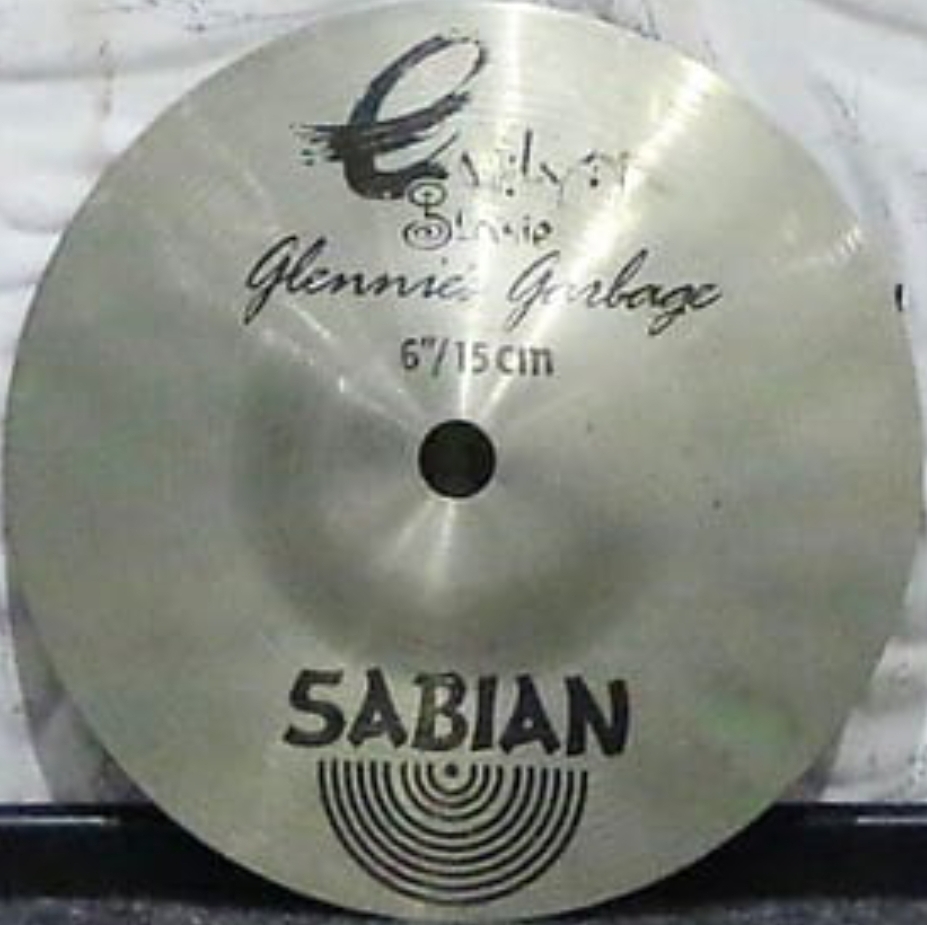 Evelyn
Glennie's Garbage
6"/15cm
SABIAN